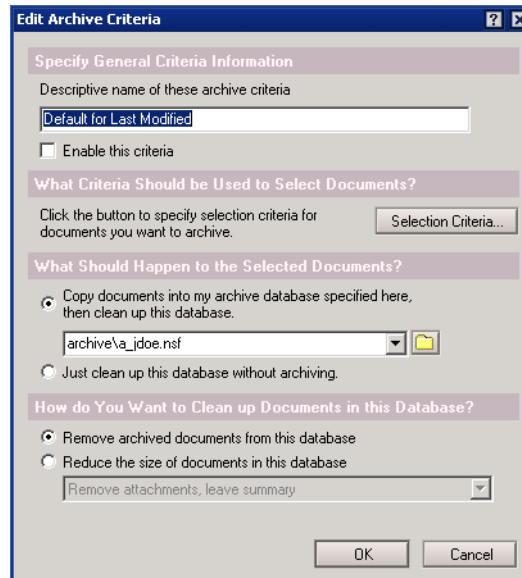 Edit Archive Criteria
Specify General Criteria Information
Descriptive name of these archive criteria
Default for Last Modified
Enable this criteria
What Criteria Should be Used to Select Documents?
Click the button to specify selection criteria for
documents you want to archive.
Selection Criteria...
What Should Happen to the Selected Documents?
Copy documents into my archive database specified here,
then clean up this database.
archive\a_jdoe.nsf
Just clean up this database without archiving.
How do You Want to Clean up Documents in this Database?
Remove archived documents from this database
Reduce the size of documents in this database
Remove attachments, leave summary
OK
Cancel